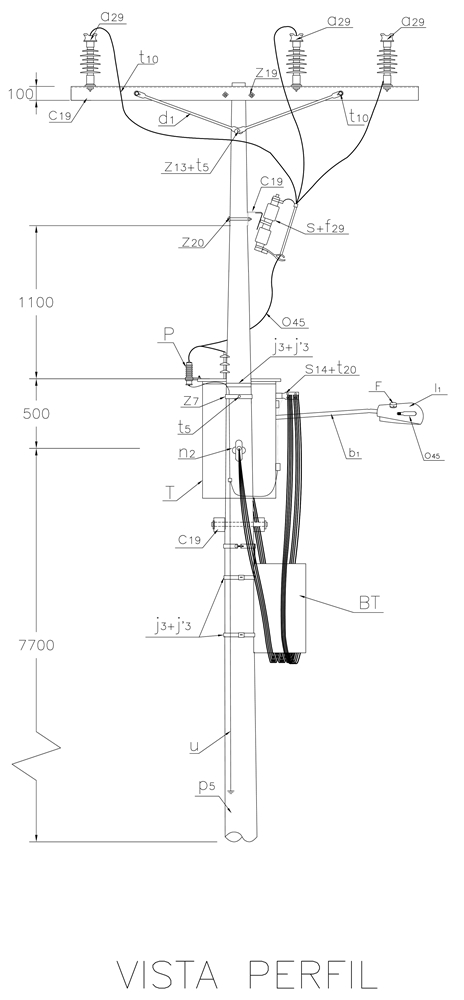 a29
a29
a29
t10
100
Z19
C19
d1
t10
Z13+t5
C19
S+f29
Z20
1100
O45
P
j3+j'3
S14+t20
Z7
F
l1
500
t5
b1
O45
n2
T
C19
BT
j3+j'3
7700
u
p5
VISTA PERFIL